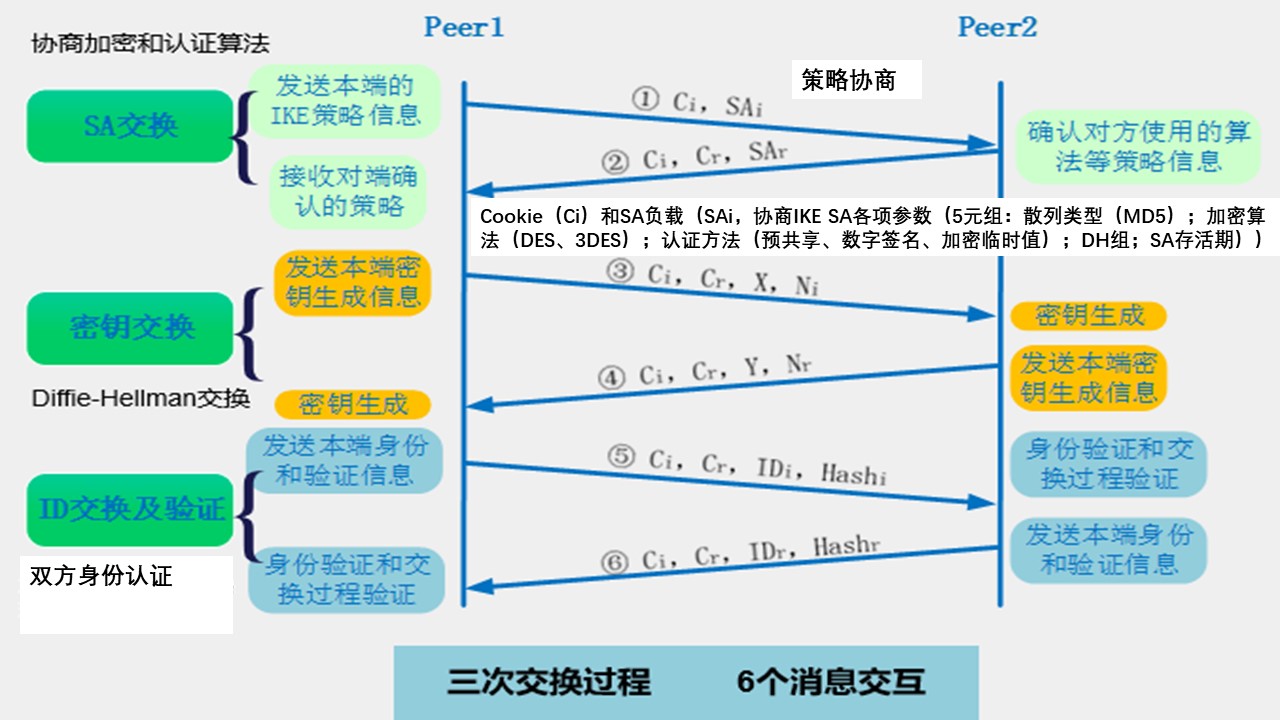 Peer1
Peer2
协商加密和认证算法
策略协商
SA交换
发送本端的
IKE策略信息
① Ci, SAi
确认对方使用的算
法等策略信息
② Ci, Cr, SAr
接收对端确
认的策略
Cookie（Ci）和SA负载（SAi，协商IKE SA各项参数（5元组：散列类型（MD5）；加密算
法（DES、3DES）；认证方法（预共享、数字签名、加密临时值）；DH组；SA存活期））
密钥交换
发送本端密
钥生成信息
③ Ci, Cr, X, Ni
密钥生成
④ Ci, Cr, Y, Nr
发送本端密
钥生成信息
Diffie-Hellman交换
密钥生成
发送本端身份
和验证信息
⑤ Ci, Cr, IDi, Hashi
身份验证和交
换过程验证
ID交换及验证
⑥ Ci, Cr, IDr, Hashr
发送本端身份
和验证信息
双方身份认证
身份验证和交
换过程验证
三次交换过程 6个消息交互